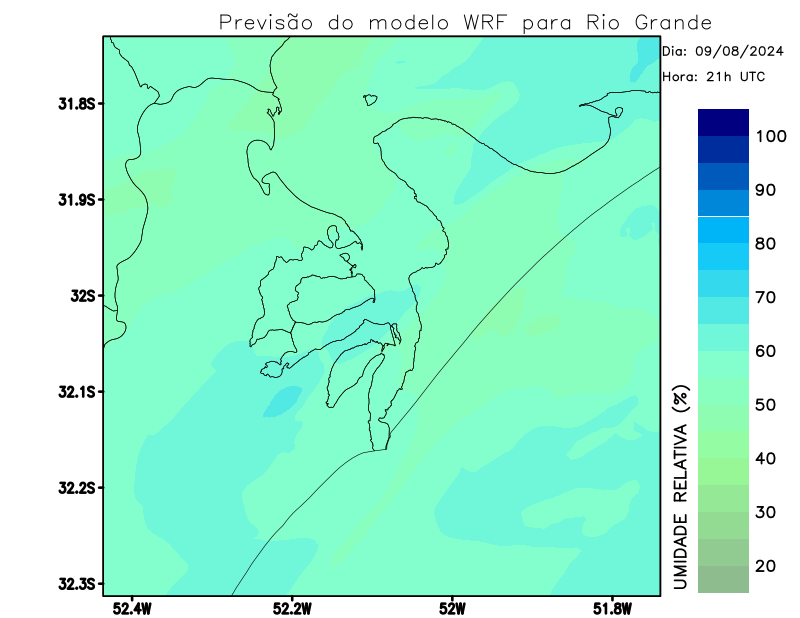 Previsão do modelo WRF para Rio Grande
Dia: 09/08/2024
Hora: 21h UTC
31.8S
31.9S
32S
32.1S
32.2S
32.3S
52.4W
52.2W
52W
51.8W
100
90
80
70
60
50
40
30
20
UMIDADE RELATIVA (%)